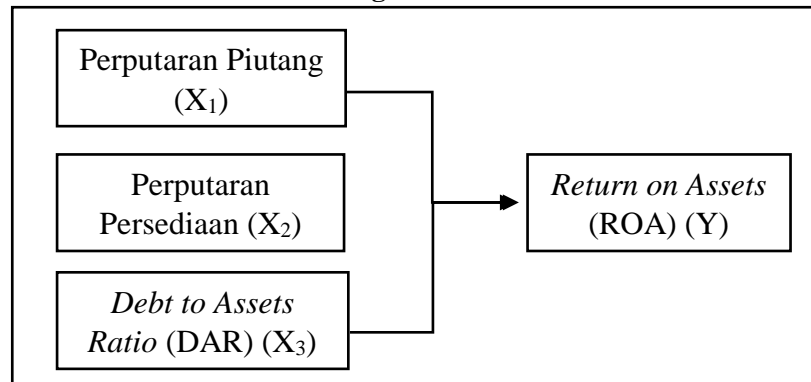 Perputaran Piutang
(X₁)
Perputaran
Persediaan (X₂)
Debt to Assets
Ratio (DAR) (X₃)
Return on Assets
(ROA) (Y)